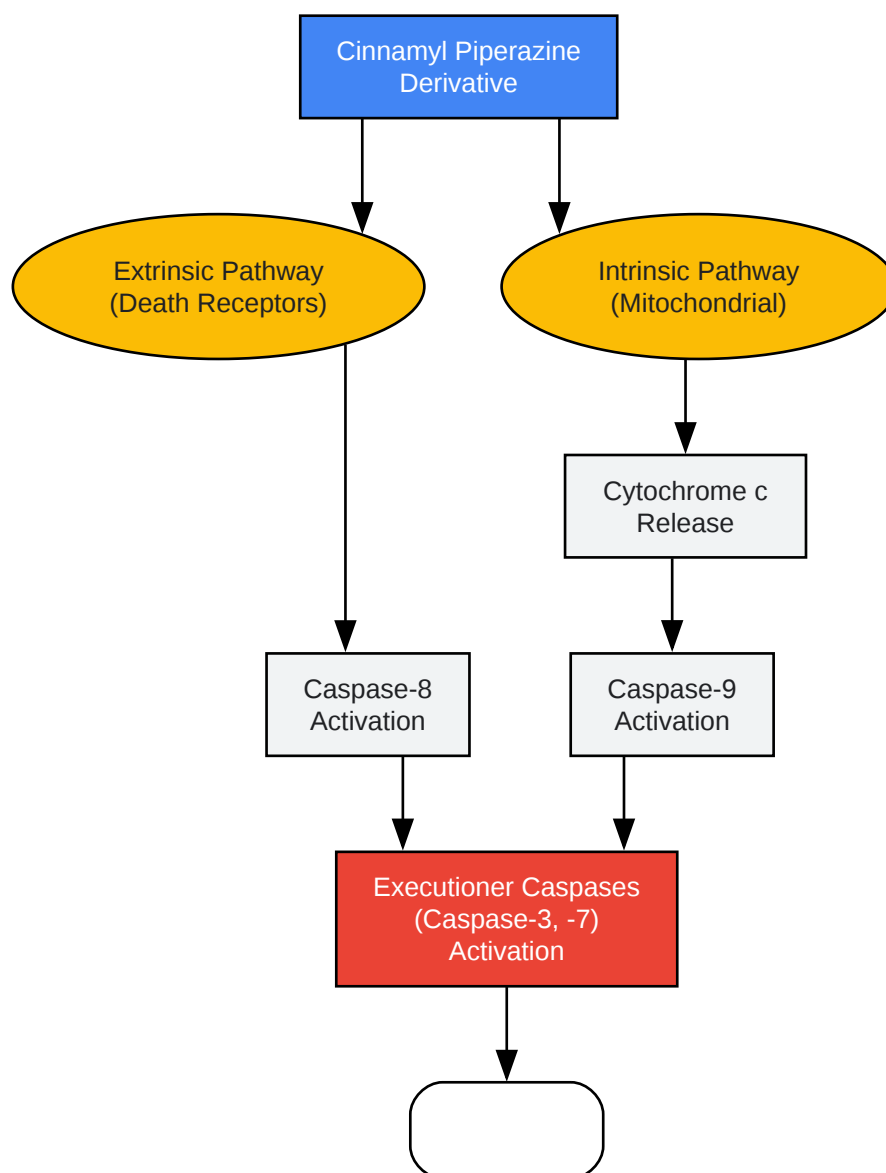 Cinnamyl Piperazine
Derivative
Extrinsic Pathway
(Death Receptors)
Intrinsic Pathway
(Mitochondrial)
Cytochrome c
Release
Caspase-8
Activation
Caspase-9
Activation
Executioner Caspases
(Caspase-3, -7)
Activation